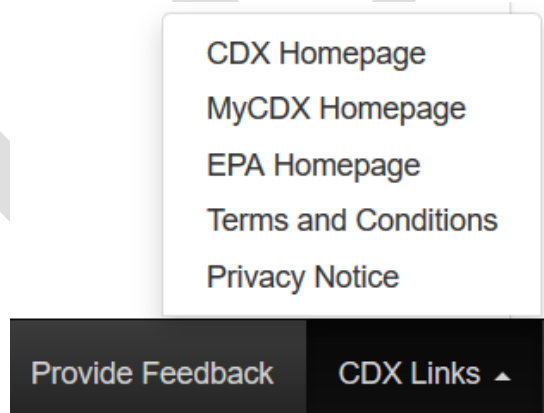 CDX Homepage
MyCDX Homepage
EPA Homepage
Terms and Conditions
Privacy Notice
Provide Feedback
CDX Links